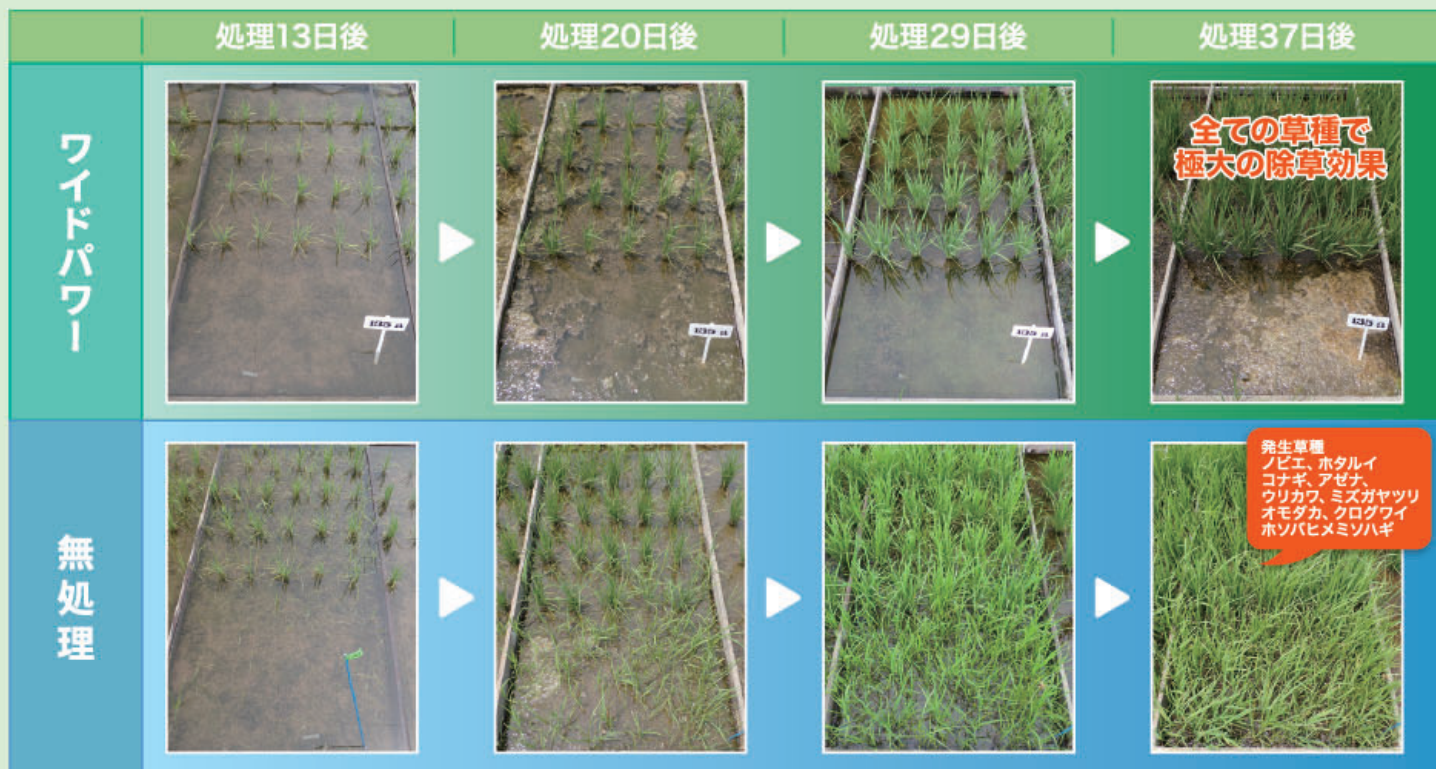 処理13日後
処理20日後
処理29日後
処理37日後
ワイドパワー
全ての草種で
極大の除草効果
無処理
発生草種
ノビエ、ホタルイ
コナギ、アゼナ、
ウリカワ、ミズガヤツリ
オモダカ、クログワイ
ホソバヒメミソハギ